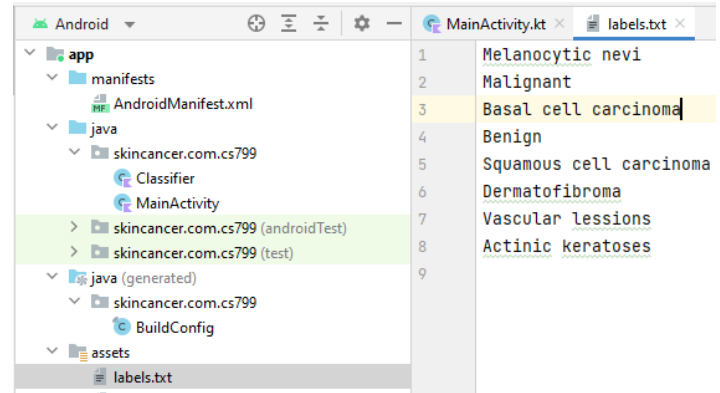 Android
app
manifests
AndroidManifest.xml
java
skincancer.com.cs799
Classifier
MainActivity
skincancer.com.cs799 (androidTest)
skincancer.com.cs799 (test)
java (generated)
skincancer.com.cs799
BuildConfig
assets
labels.txt
MainActivity.kt labels.txt
1 Melanocytic nevi
2 Malignant
3 Basal cell carcinoma
4 Benign
5 Squamous cell carcinoma
6 Dermatofibroma
7 Vascular lessions
8 Actinic keratoses
9